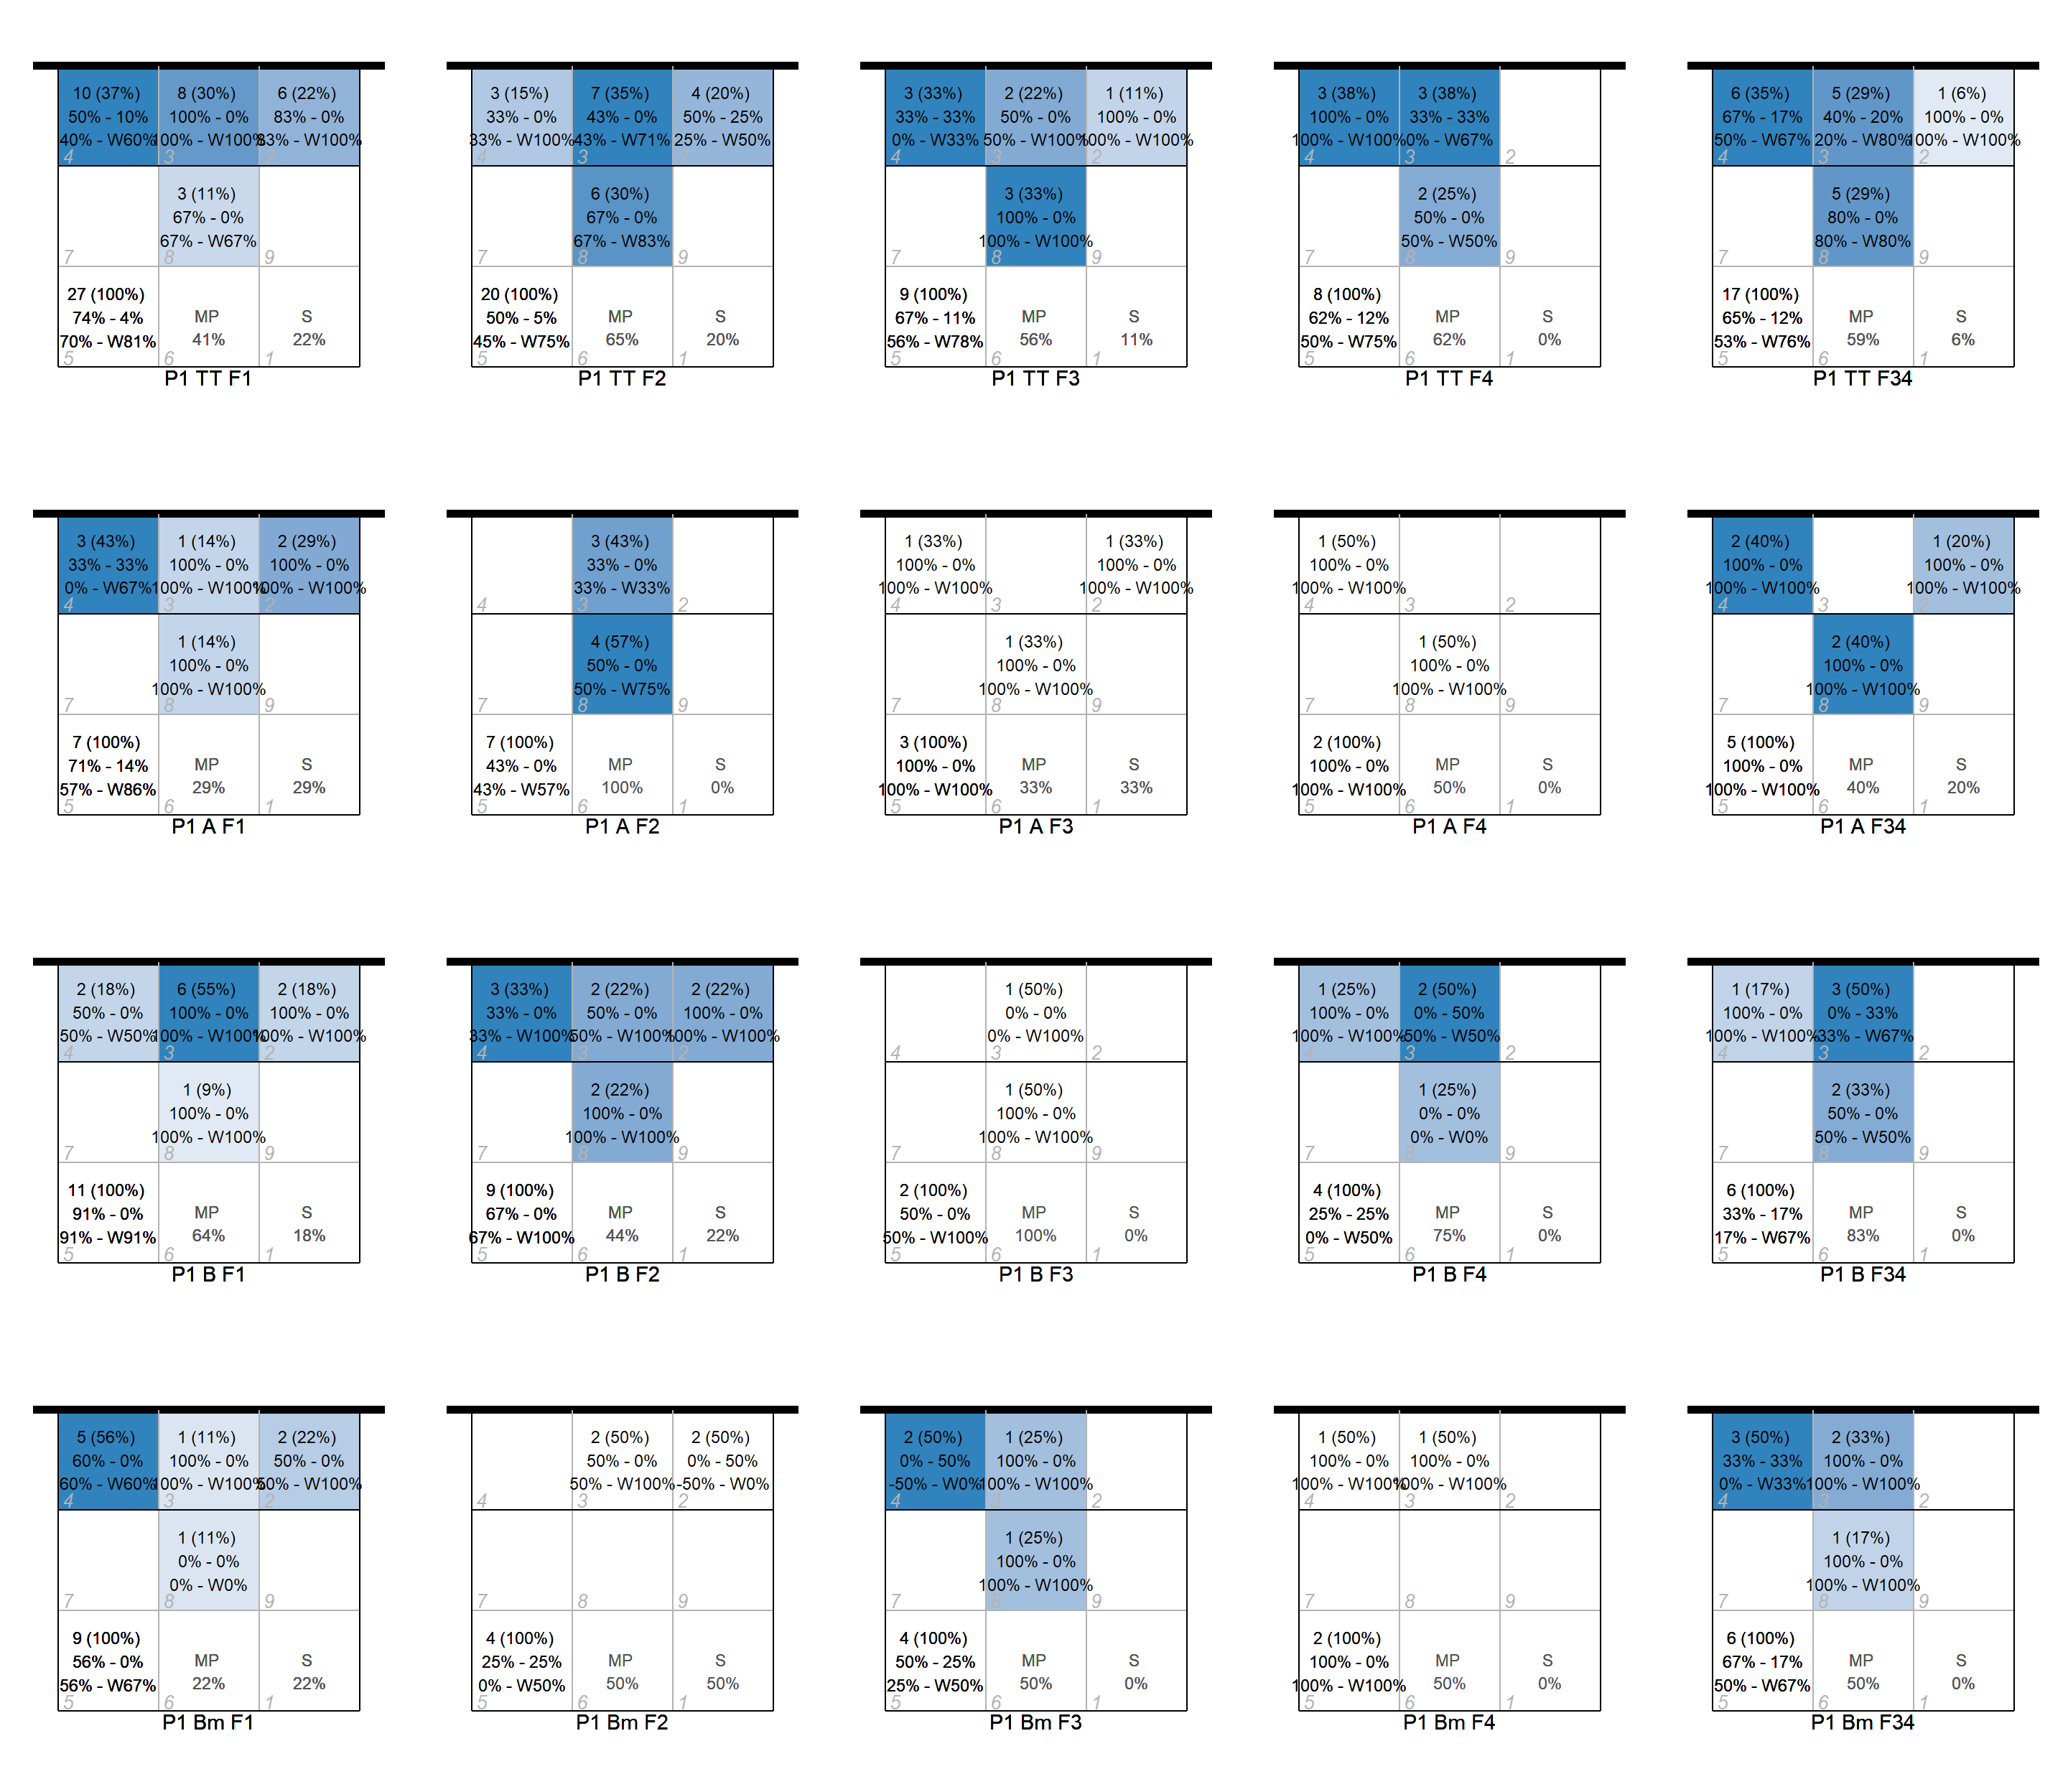 10 (37%) 8 (30%) 6 (22%)
50% - 10% 100% - 0% 83% - 0%
40% - W60% 100% - W100% 83% - W100%
4 3 2
3 (11%)
67% - 0%
67% - W67%
7 8 9
27 (100%)
74% - 4% MP S
70% - W81% 41% 22%
5 6 1
P1 TT F1
3 (15%) 7 (35%) 4 (20%)
33% - 0% 43% - 0% 50% - 25%
33% - W100% 43% - W71% 25% - W50%
4 3 2
6 (30%)
67% - 0%
67% - W83%
7 8 9
20 (100%)
50% - 5% MP S
45% - W75% 65% 20%
5 6 1
P1 TT F2
3 (33%) 2 (22%) 1 (11%)
33% - 33% 50% - 0% 100% - 0%
0% - W33% 50% - W100% 100% - W100%
4 3 2
3 (33%)
100% - 0%
100% - W100%
7 8 9
9 (100%)
67% - 11% MP S
56% - W78% 56% 11%
5 6 1
P1 TT F3
3 (38%) 3 (38%)
100% - 0% 33% - 33%
100% - W100% 0% - W67%
4 3 2
2 (25%)
50% - 0%
50% - W50%
7 8 9
8 (100%)
62% - 12% MP S
50% - W75% 62% 0%
5 6 1
P1 TT F4
6 (35%) 5 (29%) 1 (6%)
67% - 17% 40% - 20% 100% - 0%
50% - W67% 20% - W80% 100% - W100%
4 3 2
5 (29%)
80% - 0%
80% - W80%
7 8 9
17 (100%)
65% - 12% MP S
53% - W76% 59% 6%
5 6 1
P1 TT F34
3 (43%) 1 (14%) 2 (29%)
33% - 33% 100% - 0% 100% - 0%
0% - W67% 100% - W100% 100% - W100%
4 3 2
1 (14%)
100% - 0%
100% - W100%
7 8 9
7 (100%)
71% - 14% MP S
57% - W86% 29% 29%
5 6 1
P1 A F1
3 (43%)
33% - 0%
33% - W33%
4 3 2
4 (57%)
50% - 0%
50% - W75%
7 8 9
7 (100%)
43% - 0% MP S
43% - W57% 100% 0%
5 6 1
P1 A F2
1 (33%) 1 (33%)
100% - 0% 100% - 0%
100% - W100% 100% - W100%
4 3 2
1 (33%)
100% - 0%
100% - W100%
7 8 9
3 (100%)
100% - 0% MP S
100% - W100% 33% 33%
5 6 1
P1 A F3
1 (50%)
100% - 0%
100% - W100%
4 3 2
1 (50%)
100% - 0%
100% - W100%
7 8 9
2 (100%)
100% - 0% MP S
100% - W100% 50% 0%
5 6 1
P1 A F4
2 (40%) 1 (20%)
100% - 0% 100% - 0%
100% - W100% 100% - W100%
4 3 2
2 (40%)
100% - 0%
100% - W100%
7 8 9
5 (100%)
100% - 0% MP S
100% - W100% 40% 20%
5 6 1
P1 A F34
2 (18%) 6 (55%) 2 (18%)
50% - 0% 100% - 0% 100% - 0%
50% - W50% 100% - W100% 100% - W100%
4 3 2
1 (9%)
100% - 0%
100% - W100%
7 8 9
11 (100%)
91% - 0% MP S
91% - W91% 64% 18%
5 6 1
P1 B F1
3 (33%) 2 (22%) 2 (22%)
33% - 0% 50% - 0% 100% - 0%
33% - W100% 50% - W100% 100% - W100%
4 3 2
2 (22%)
100% - 0%
100% - W100%
7 8 9
9 (100%)
67% - 0% MP S
67% - W100% 44% 22%
5 6 1
P1 B F2
1 (50%)
0% - 0%
0% - W100%
4 3 2
1 (50%)
100% - 0%
100% - W100%
7 8 9
2 (100%)
50% - 0% MP S
50% - W100% 100% 0%
5 6 1
P1 B F3
1 (25%) 2 (50%)
100% - 0% 0% - 50%
100% - W100% -50% - W50%
4 3 2
1 (25%)
0% - 0%
0% - W0%
7 8 9
4 (100%)
25% - 25% MP S
0% - W50% 75% 0%
5 6 1
P1 B F4
1 (17%) 3 (50%)
100% - 0% 0% - 33%
100% - W100% -33% - W67%
4 3 2
2 (33%)
50% - 0%
50% - W50%
7 8 9
6 (100%)
33% - 17% MP S
17% - W67% 83% 0%
5 6 1
P1 B F34
5 (56%) 1 (11%) 2 (22%)
60% - 0% 100% - 0% 50% - 0%
60% - W60% 100% - W100% 50% - W100%
4 3 2
1 (11%)
0% - 0%
0% - W0%
7 8 9
9 (100%)
56% - 0% MP S
56% - W67% 22% 22%
5 6 1
P1 Bm F1
2 (50%) 2 (50%)
50% - 0% 0% - 50%
50% - W100% -50% - W0%
4 3 2
7 8 9
4 (100%)
25% - 25% MP S
0% - W50% 50% 50%
5 6 1
P1 Bm F2
2 (50%) 1 (25%)
0% - 50% 100% - 0%
-50% - W0% 100% - W100%
4 3 2
1 (25%)
100% - 0%
100% - W100%
7 8 9
4 (100%)
50% - 25% MP S
25% - W50% 50% 0%
5 6 1
P1 Bm F3
1 (50%) 1 (50%)
100% - 0% 100% - 0%
100% - W100% 100% - W100%
4 3 2
7 8 9
2 (100%)
100% - 0% MP S
100% - W100% 50% 0%
5 6 1
P1 Bm F4
3 (50%) 2 (33%)
33% - 33% 100% - 0%
0% - W33% 100% - W100%
4 3 2
1 (17%)
100% - 0%
100% - W100%
7 8 9
6 (100%)
67% - 17% MP S
50% - W67% 50% 0%
5 6 1
P1 Bm F34